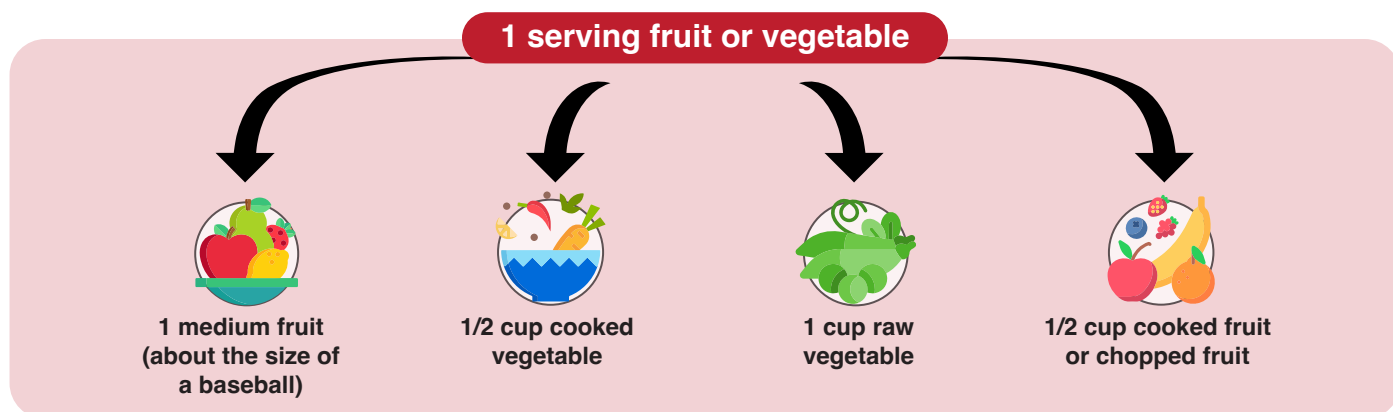 1 serving fruit or vegetable
1 medium fruit
(about the size of
a baseball)
1/2 cup cooked
vegetable
1 cup raw
vegetable
1/2 cup cooked fruit
or chopped fruit